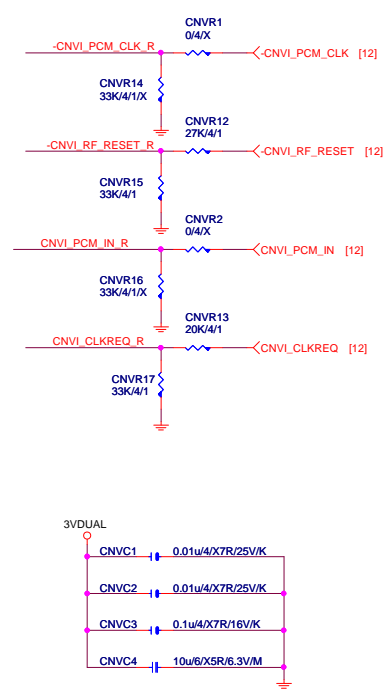 CNVR1
0/4/X
-CNVI_PCM_CLK_R
-CNVI_PCM_CLK [12]
CNVR14
33K/4/1/X
CNVR12
27K/4/1
-CNVI_RF_RESET_R
-CNVI_RF_RESET [12]
CNVR15
33K/4/1
CNVR2
0/4/X
CNVI_PCM_IN_R
CNVI_PCM_IN [12]
CNVR16
33K/4/1/X
CNVR13
20K/4/1
CNVI_CLKREQ_R
CNVI_CLKREQ [12]
CNVR17
33K/4/1
3VDUAL
CNVC1 0.01u/4/X7R/25V/K
CNVC2 0.01u/4/X7R/25V/K
CNVC3 0.1u/4/X7R/16V/K
CNVC4 10u/6/X5R/6.3V/M